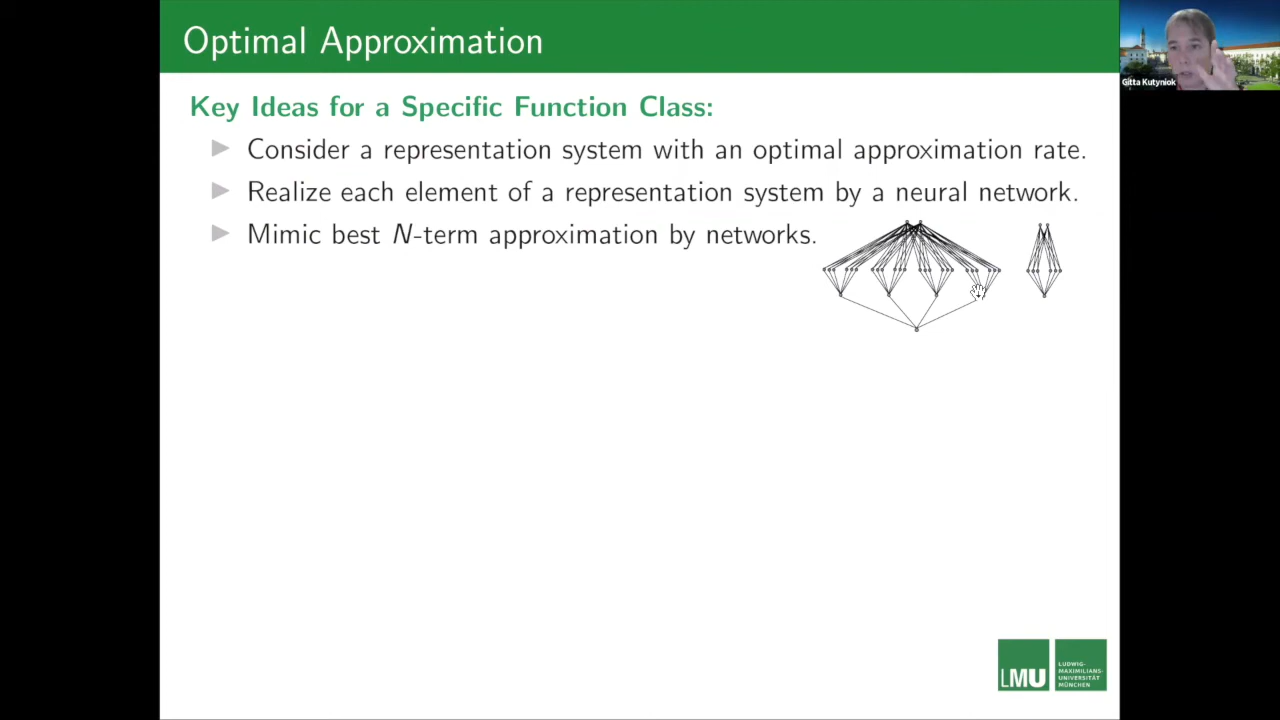 Optimal Approximation
Gitta Kutyniok
Key Ideas for a Specific Function Class:
Consider a representation system with an optimal approximation rate.
Realize each element of a representation system by a neural network.
Mimic best N-term approximation by networks.
LMU
LUDWIG-
MAXIMILIANS-
UNIVERSITÄT
MÜNCHEN